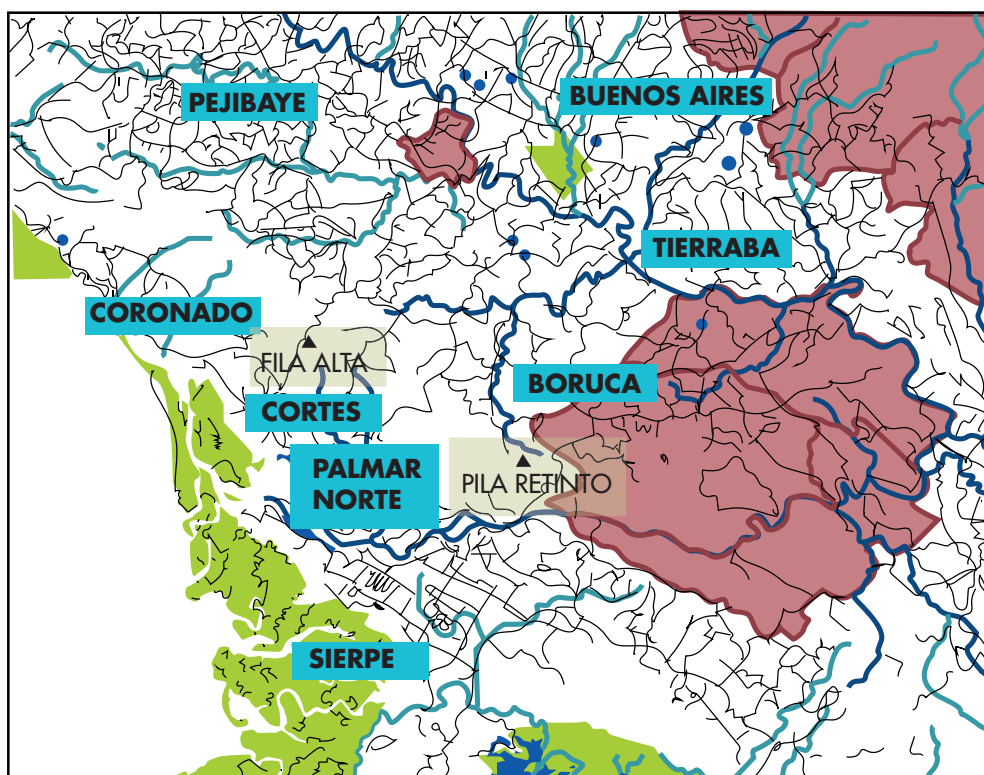 BUENOS AIRES
PEJIBAYE
TIERRABA
CORONADO
FILA ALTA
BORUCA
CORTES
PALMAR
NORTE
PILA RETINTO
SIERPE